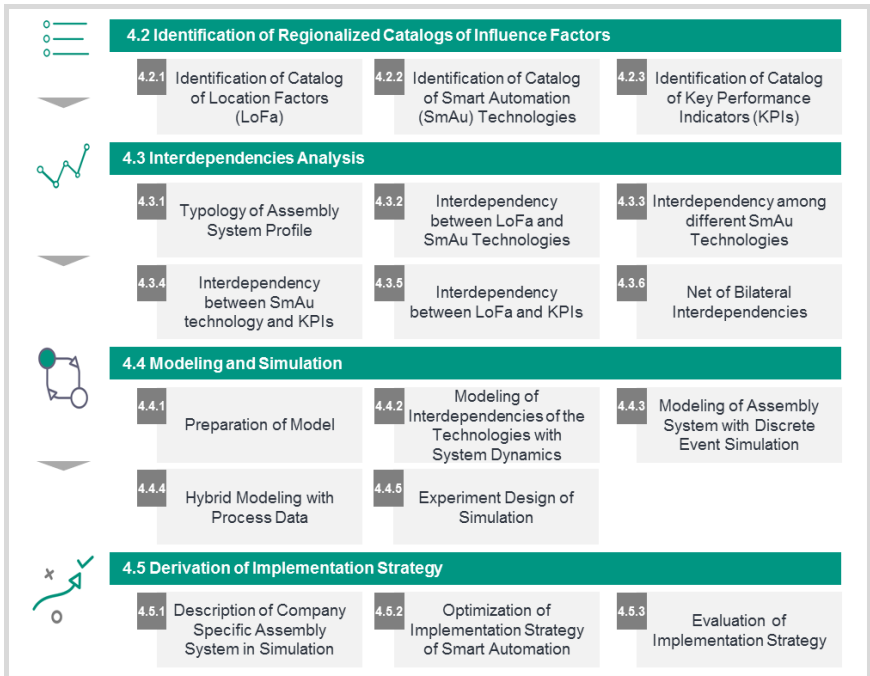 4.2 Identification of Regionalized Catalogs of Influence Factors
4.2.1
Identification of Catalog
of Location Factors
(LoFa)
4.2.2
Identification of Catalog
of Smart Automation
(SmAu) Technologies
4.2.3
Identification of Catalog
of Key Performance
Indicators (KPIs)
4.3 Interdependencies Analysis
4.3.1
Typology of Assembly
System Profile
4.3.2
Interdependency
between LoFa and
SmAu Technologies
4.3.3
Interdependency among
different SmAu
Technologies
4.3.4
Interdependency
between SmAu
technology and KPIs
4.3.5
Interdependency
between LoFa and KPIs
4.3.6
Net of Bilateral
Interdependencies
4.4 Modeling and Simulation
4.4.1
Preparation of Model
4.4.2
Modeling of
Interdependencies of the
Technologies with
System Dynamics
4.4.3
Modeling of Assembly
System with Discrete
Event Simulation
4.4.4
Hybrid Modeling with
Process Data
4.4.5
Experiment Design of
Simulation
4.5 Derivation of Implementation Strategy
4.5.1
Description of Company
Specific Assembly
System in Simulation
4.5.2
Optimization of
Implementation Strategy
of Smart Automation
4.5.3
Evaluation of
Implementation Strategy